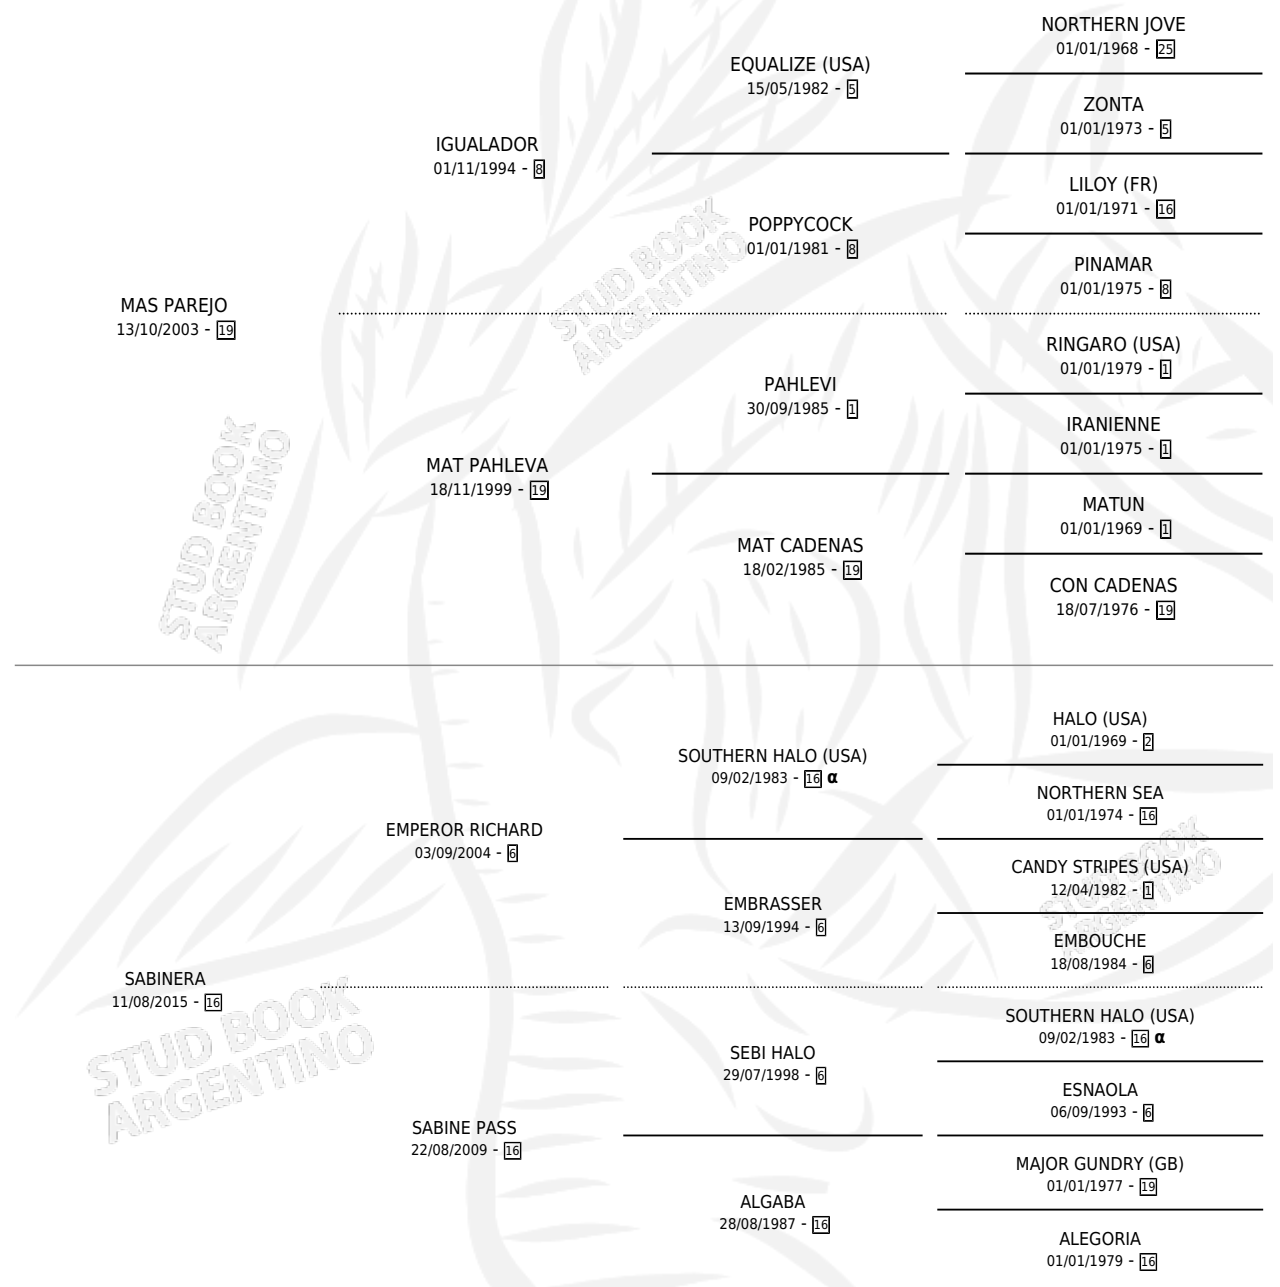 NORTHERN JOVE
01/01/1968 - 25
EQUALIZE (USA)
15/05/1982 - 5
ZONTA
01/01/1973 - 5
IGUALADOR
01/11/1994 - 8
LILOY (FR)
01/01/1971 - 16
POPPYCOCK
01/01/1981 - 8
PINAMAR
01/01/1975 - 8
MAS PAREJO
13/10/2003 - 19
RINGARO (USA)
01/01/1979 - 1
PAHLEVI
30/09/1985 - 1
IRANIENNE
01/01/1975 - 1
MAT PAHLEVA
18/11/1999 - 19
MATUN
01/01/1969 - 1
MAT CADENAS
18/02/1985 - 19
CON CADENAS
18/07/1976 - 19
HALO (USA)
01/01/1969 - 2
SOUTHERN HALO (USA)
09/02/1983 - 16 α
NORTHERN SEA
01/01/1974 - 16
EMPEROR RICHARD
03/09/2004 - 6
CANDY STRIPES (USA)
12/04/1982 - 1
EMBRASSER
13/09/1994 - 6
EMBOUCHE
18/08/1984 - 6
SABINERA
11/08/2015 - 16
SOUTHERN HALO (USA)
09/02/1983 - 16 α
SEBI HALO
29/07/1998 - 6
ESNAOLA
06/09/1993 - 6
SABINE PASS
22/08/2009 - 16
MAJOR GUNDRY (GB)
01/01/1977 - 19
ALGABA
28/08/1987 - 16
ALEGORIA
01/01/1979 - 16
STUD BOOK
ARGENTINO
STUD BOOK
ARGENTINO
STUD BOOK
ARGENTINO
STUD BOOK
ARGENTINO